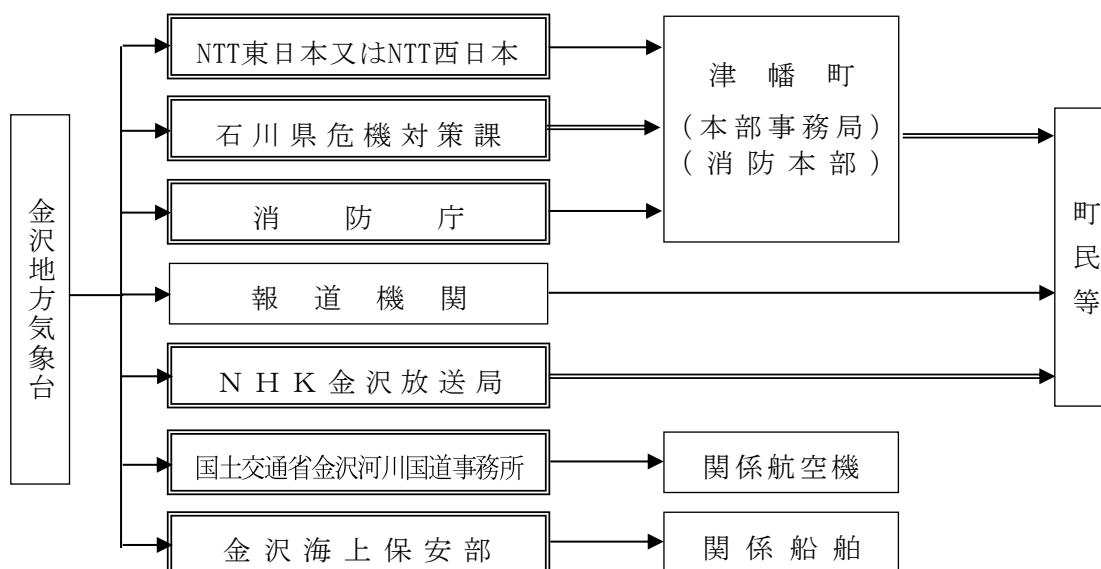 金沢地方気象台
NTT東日本又はNTT西日本
石川県危機対策課
消防庁
報道機関
NHK金沢放送局
国土交通省金沢河川国道事務所
金沢海上保安部
津幡町
(本部事務局)
(消防本部)
関係航空機
関係船舶
町民等